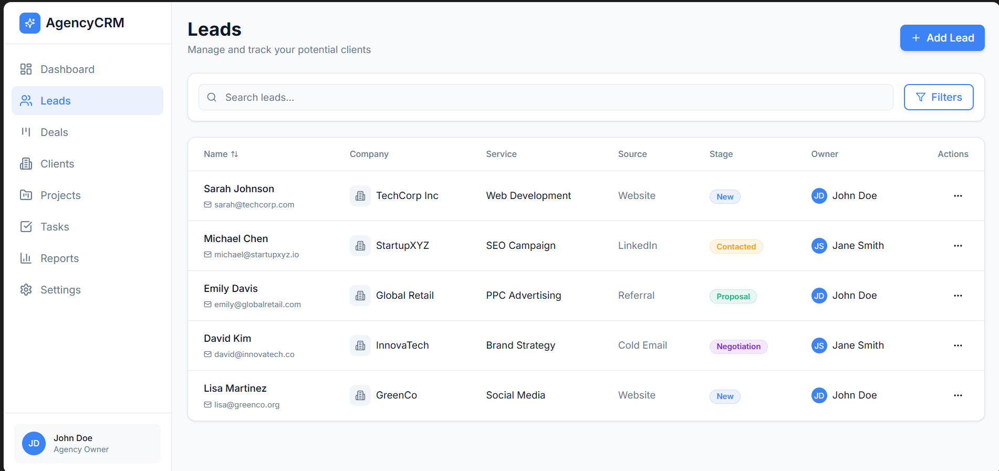 AgencyCRM
Dashboard
Leads
Deals
Clients
Projects
Tasks
Reports
Settings
JD
John Doe
Agency Owner
Leads
Manage and track your potential clients
+ Add Lead
Search leads...
Filters
Name Company Service Source Stage Owner Actions
Sarah Johnson
sarah@techcorp.com
TechCorp Inc
Web Development
Website
New
JD John Doe
Michael Chen
michael@startupxyz.io
StartupXYZ
SEO Campaign
LinkedIn
Contacted
JS Jane Smith
Emily Davis
emily@globalretail.com
Global Retail
PPC Advertising
Referral
Proposal
JD John Doe
David Kim
david@innovatech.co
InnovaTech
Brand Strategy
Cold Email
Negotiation
JS Jane Smith
Lisa Martinez
lisa@greenco.org
GreenCo
Social Media
Website
New
JD John Doe